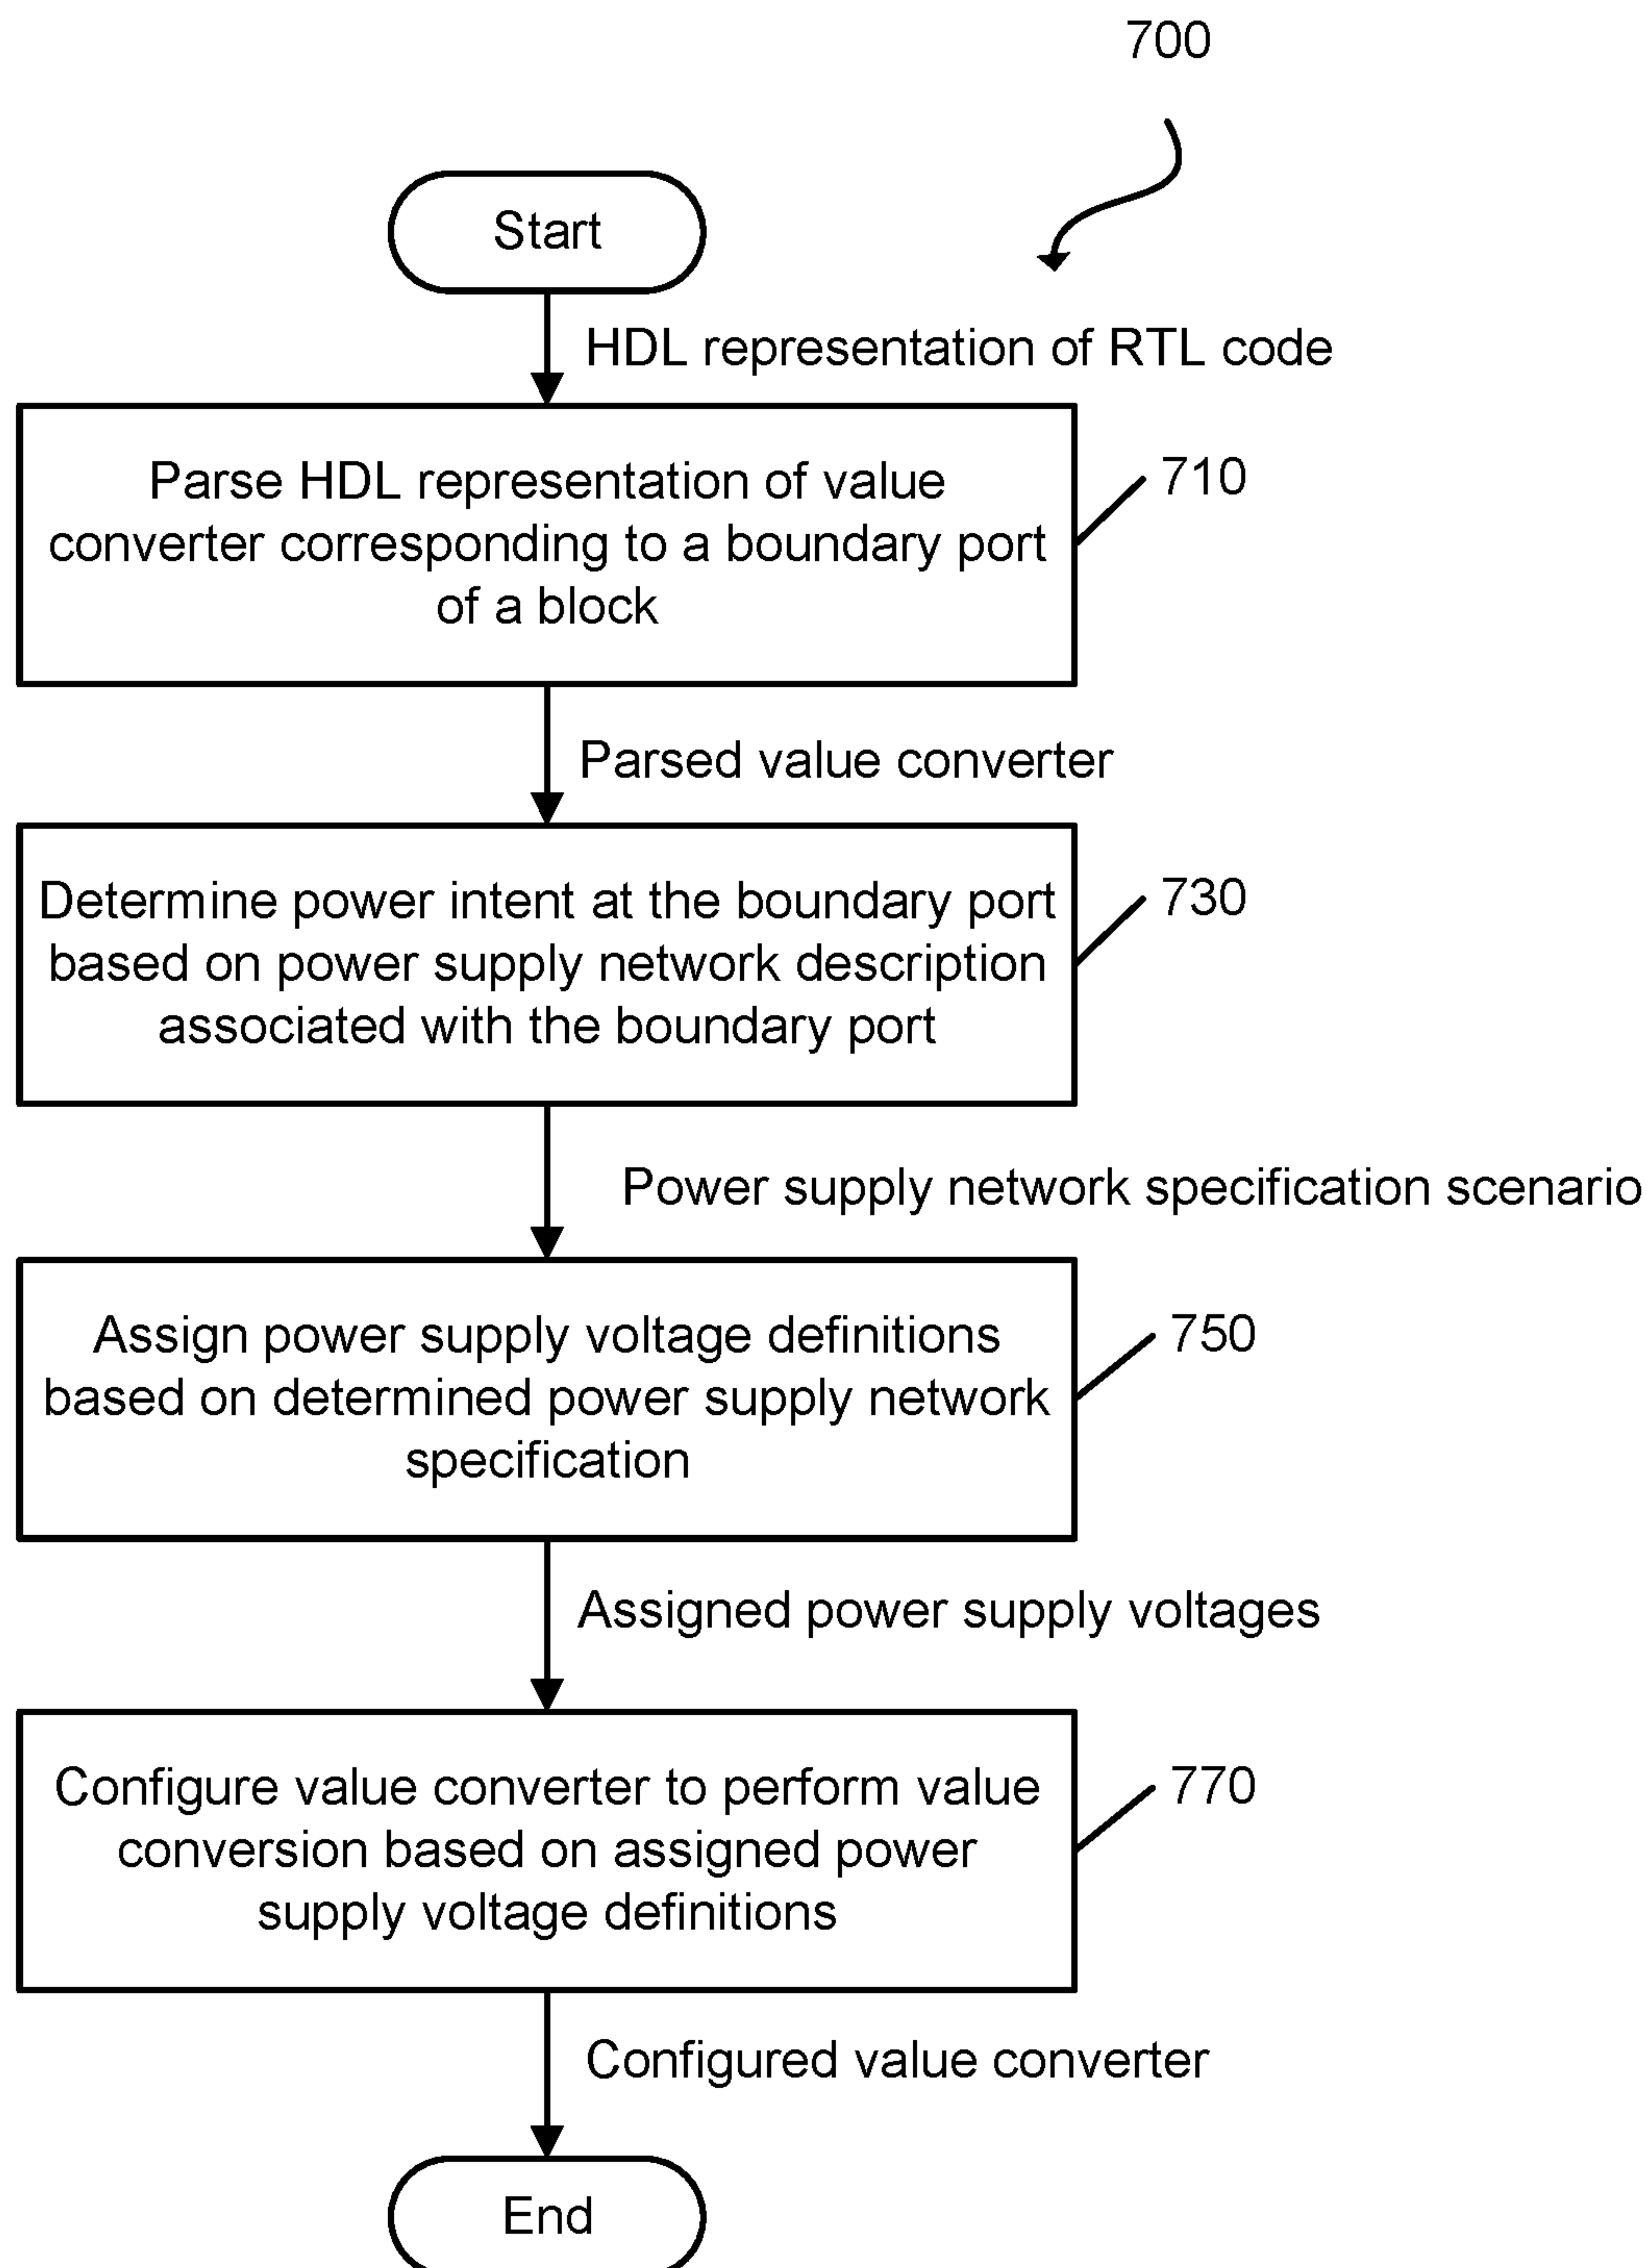 700
Start
HDL representation of RTL code
Parse HDL representation of value
converter corresponding to a boundary port
of a block
710
Parsed value converter
Determine power intent at the boundary port
based on power supply network description
associated with the boundary port
730
Power supply network specification scenario
Assign power supply voltage definitions
based on determined power supply network
specification
750
Assigned power supply voltages
Configure value converter to perform value
conversion based on assigned power
supply voltage definitions
770
Configured value converter
End